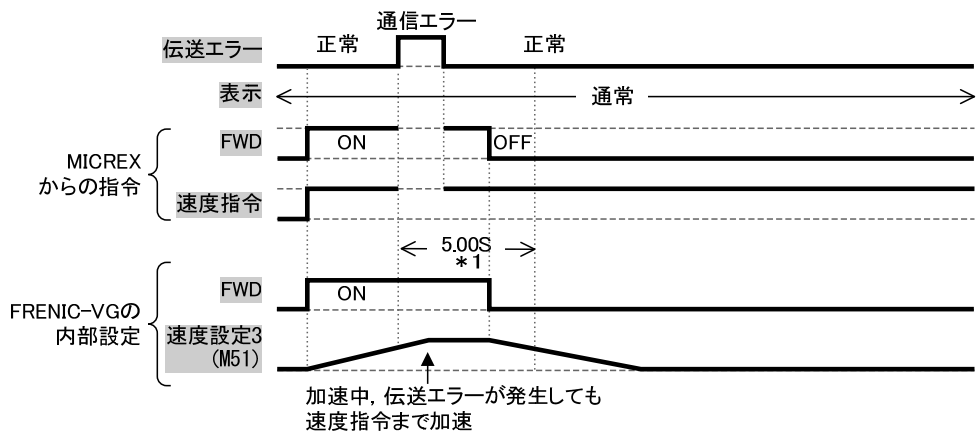 通信エラー
伝送エラー 正常 正常
表示 通常
FWD ON OFF
MICREX
からの指令
速度指令
5.00S
*1
FWD ON
FRENIC-VGの
内部設定
速度設定3
(M51)
加速中，伝送エラーが発生しても
速度指令まで加速